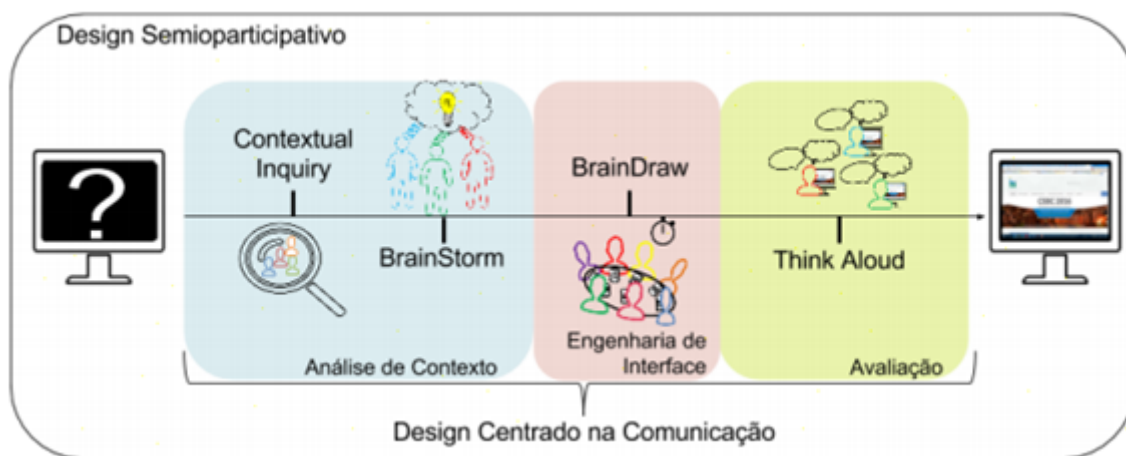 Design Semioparticipativo
Contextual
Inquiry
BrainStorm
BrainDraw
Think Aloud
?
Análise de Contexto
Engenharia de
Interface
Avaliação
Design Centrado na Comunicação